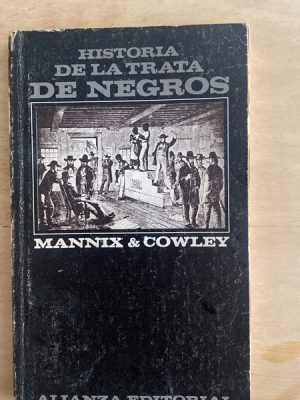 HISTORIA
DE LA TRATA
DE NEGROS
MANNIX & COWLEY
ALIANZA EDITORIAL